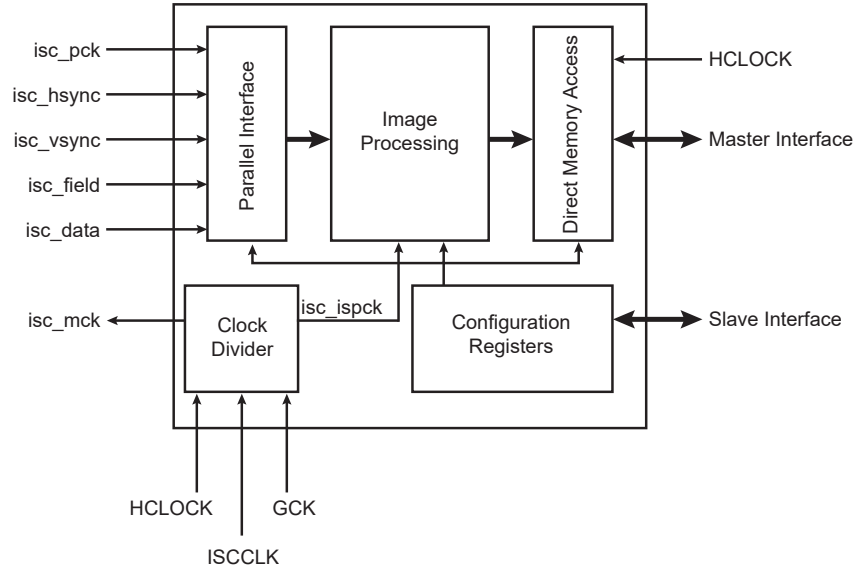 isc_pck
isc_hsync
isc_vsync
isc_field
isc_data
Parallel Interface
Image
Processing
Direct Memory Access
HCLOCK
Master Interface
isc_mck
Clock
Divider
isc_ispck
Configuration
Registers
Slave Interface
HCLOCK
GCK
ISCCLK